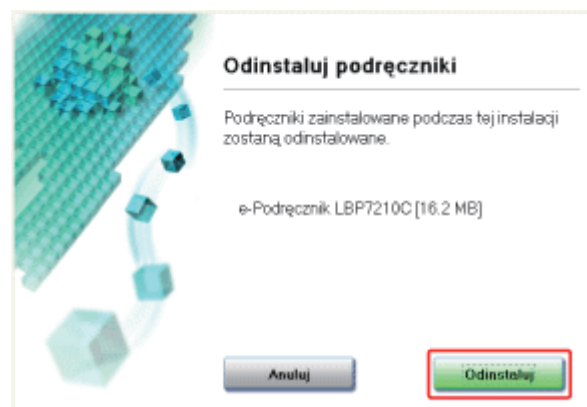 Odinstaluj podręczniki
Podręczniki zainstalowane podczas tej instalacji
zostaną odinstalowane.
e-Podręcznik LBP7210C [16.2 MB]
Anuluj
Odinstaluj